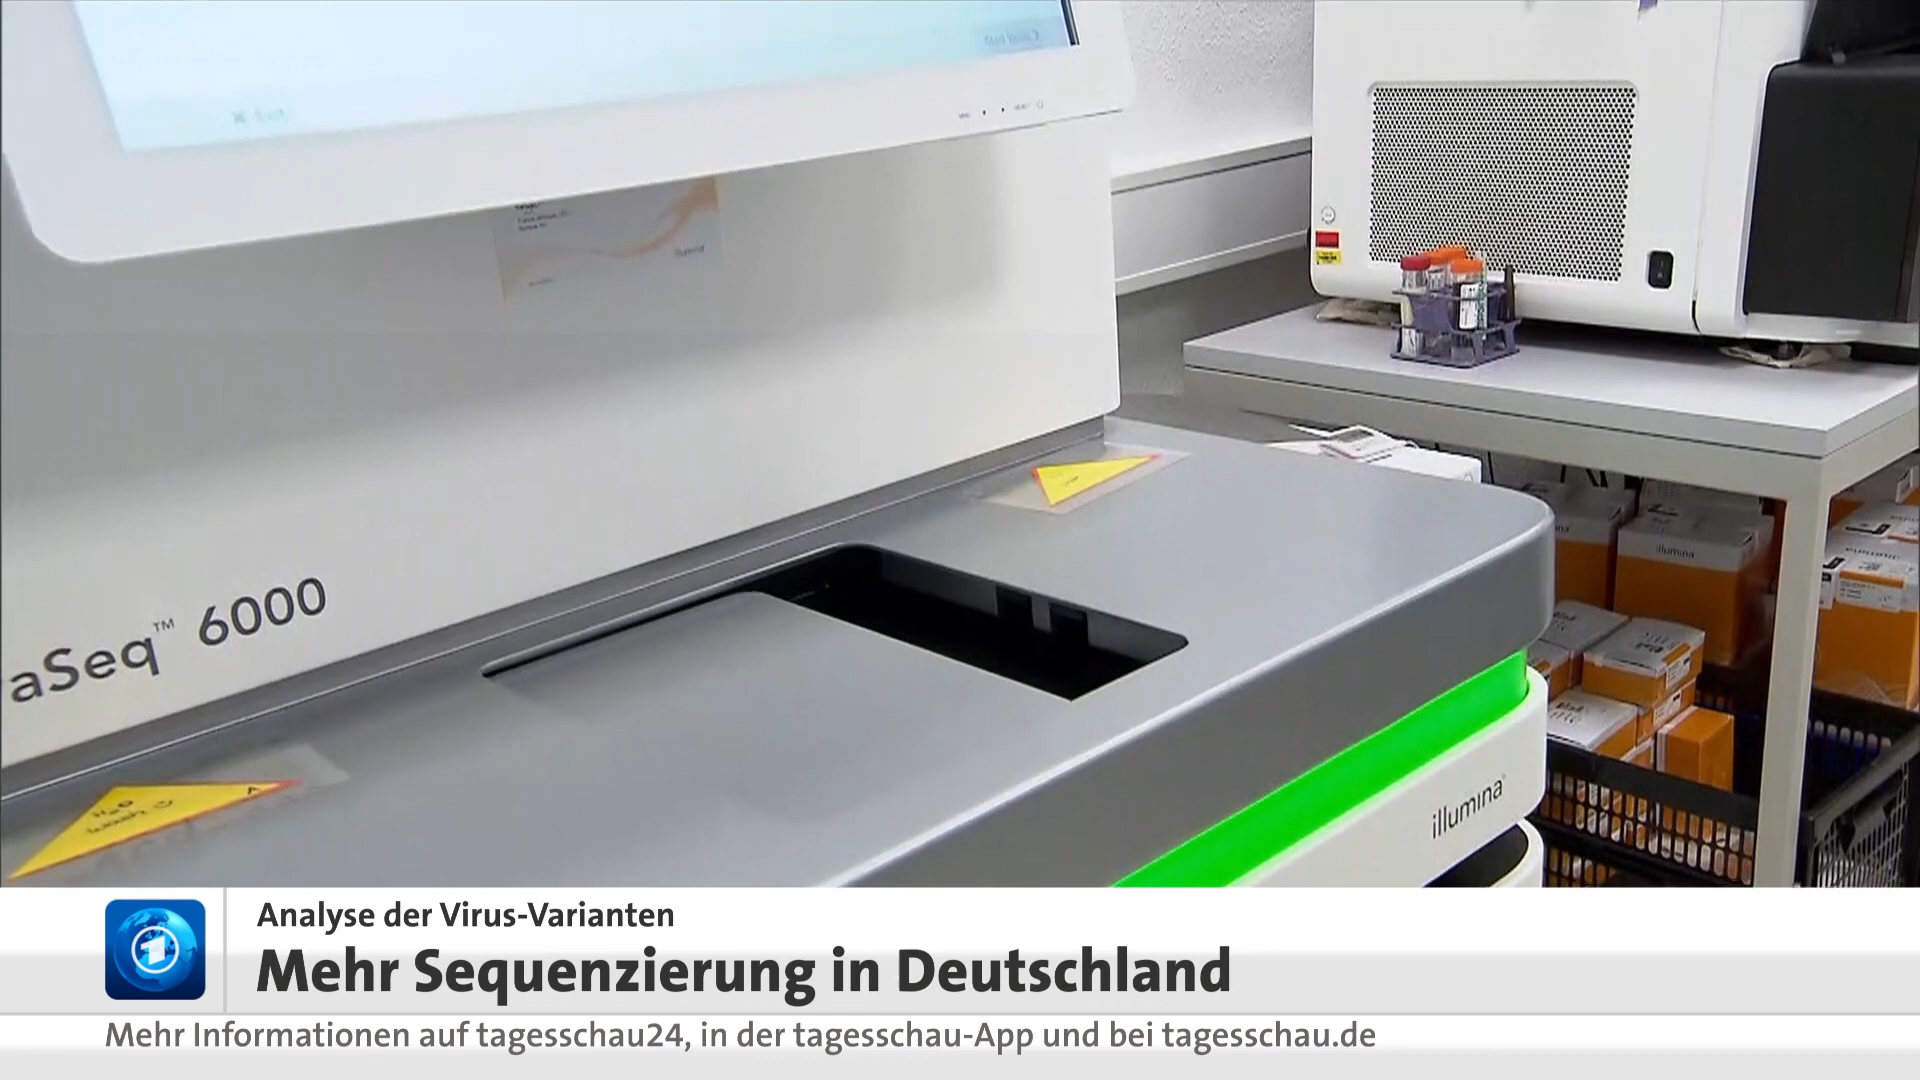 aSeq™ 6000
illumina
illumina
Analyse der Virus-Varianten
Mehr Sequenzierung in Deutschland
Mehr Informationen auf tagesschau24, in der tagesschau-App und bei tagesschau.de